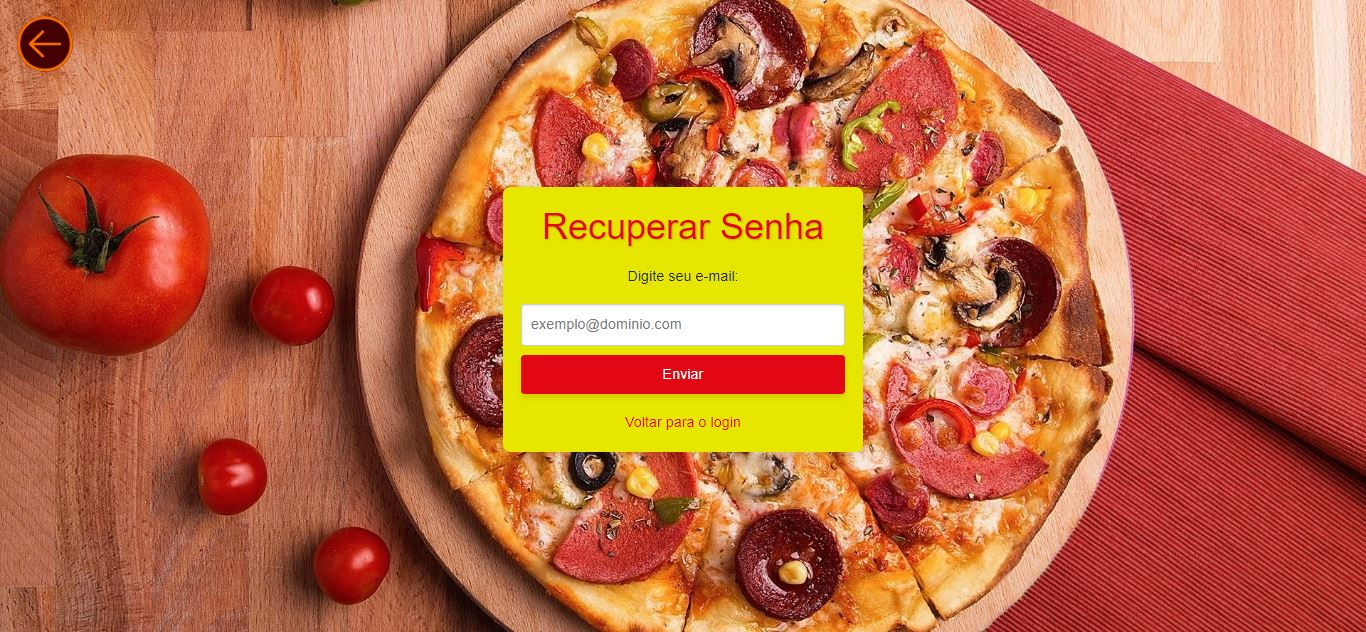 Recuperar Senha
Digite seu e-mail:
exemplo@dominio.com
Enviar
Voltar para o login